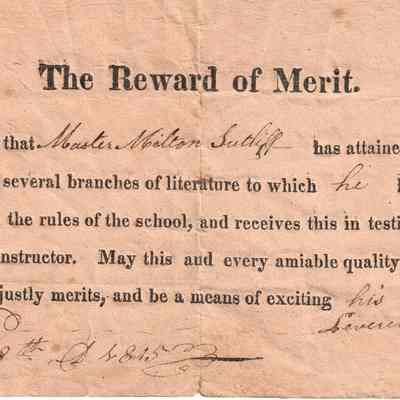 The Reward of Merit.
that Master Milton Sutliff has attaine
several branches of literature to which he
the rules of the school, and receives this in testi
nstructor. May this and every amiable quality
justly merits, and be a means of exciting his
8th